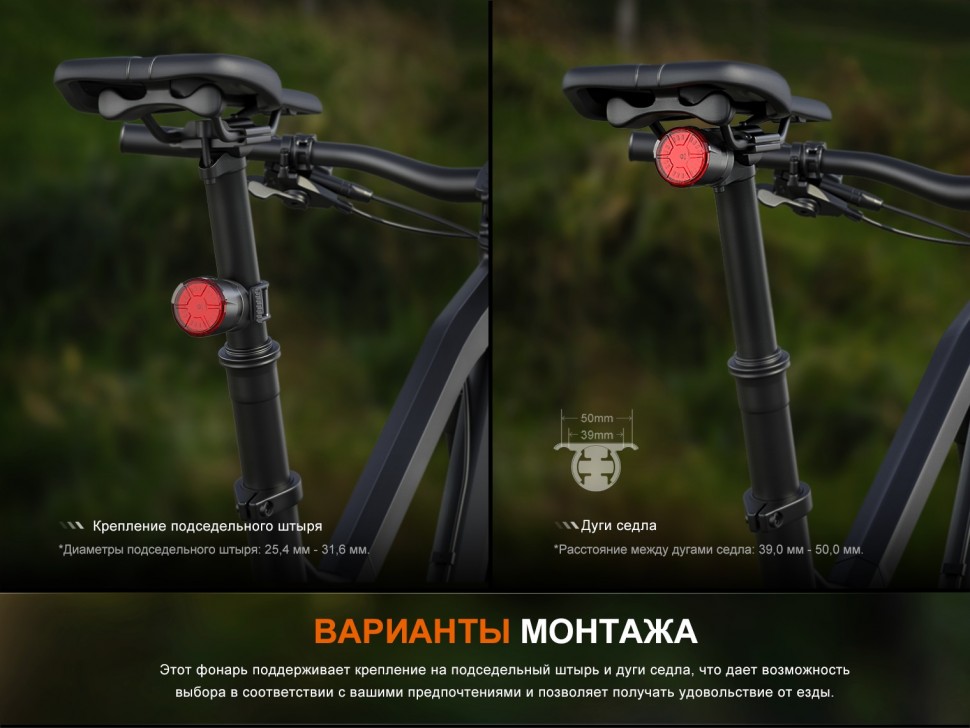 50mm
39mm
Крепление подседельного штыря
*Диаметры подседельного штыря: 25,4 мм - 31,6 мм.
Дуги седла
*Расстояние между дугами седла: 39,0 мм - 50,0 мм.
ВАРИАНТЫ МОНТАЖА
Этот фонарь поддерживает крепление на подседельный штырь и дуги седла, что дает возможность
выбора в соответствии с вашими предпочтениями и позволяет получать удовольствие от езды.